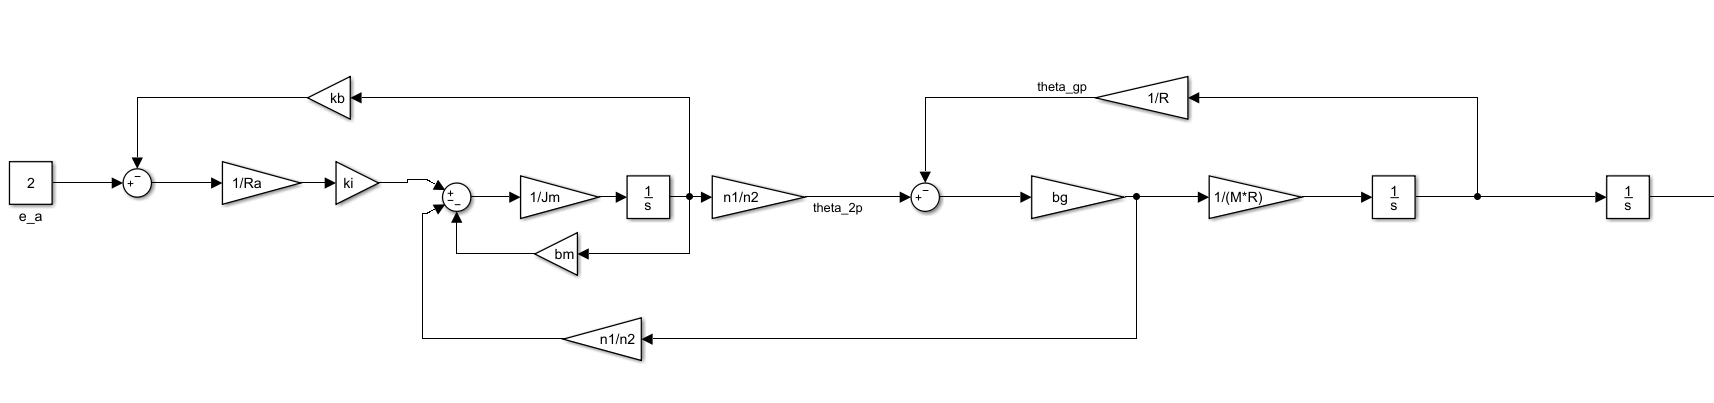 theta_gp
kb
1/R
2
+
−
1/Ra
ki
+
−
−
1/Jm
1
s
n1/n2
theta_2p
+
−
bg
1/(M*R)
1
s
1
s
e_a
bm
n1/n2